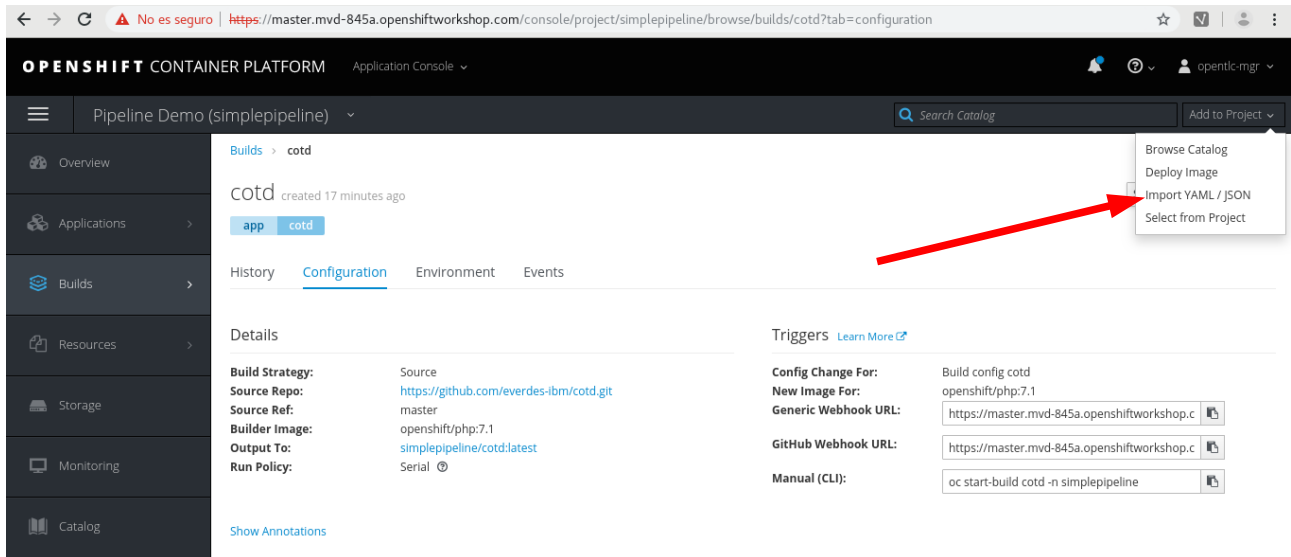 No es seguro | https://master.mvd-845a.openshiftworkshop.com/console/project/simplepipeline/browse/builds/cotd?tab=configuration
OPENSHIFT CONTAINER PLATFORM Application Console opentlc-mgr
Pipeline Demo (simplepipeline) Search Catalog Add to Project
Browse Catalog
Deploy Image
Import YAML / JSON
Select from Project
Overview
Applications
Builds
Resources
Storage
Monitoring
Catalog
Builds > cotd
cotd created 17 minutes ago
app cotd
History Configuration Environment Events
Details
Build Strategy: Source
Source Repo: https://github.com/everdes-ibm/cotd.git
Source Ref: master
Builder Image: openshift/php:7.1
Output To: simplepipeline/cotd:latest
Run Policy: Serial
Show Annotations
Triggers Learn More
Config Change For: Build config cotd
New Image For: openshift/php:7.1
Generic Webhook URL: https://master.mvd-845a.openshiftworkshop.c
GitHub Webhook URL: https://master.mvd-845a.openshiftworkshop.c
Manual (CLI): oc start-build cotd -n simplepipeline